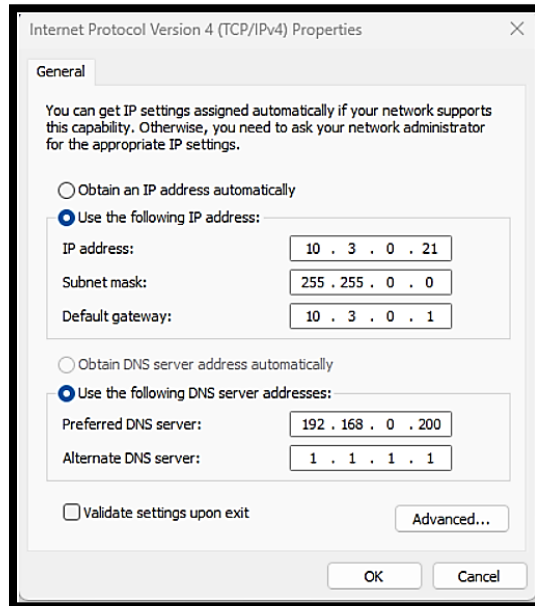 Internet Protocol Version 4 (TCP/IPv4) Properties
General
You can get IP settings assigned automatically if your network supports
this capability. Otherwise, you need to ask your network administrator
for the appropriate IP settings.
Obtain an IP address automatically
Use the following IP address:
IP address: 10 . 3 . 0 . 21
Subnet mask: 255 . 255 . 0 . 0
Default gateway: 10 . 3 . 0 . 1
Obtain DNS server address automatically
Use the following DNS server addresses:
Preferred DNS server: 192 . 168 . 0 . 200
Alternate DNS server: 1 . 1 . 1 . 1
Validate settings upon exit
Advanced...
OK Cancel